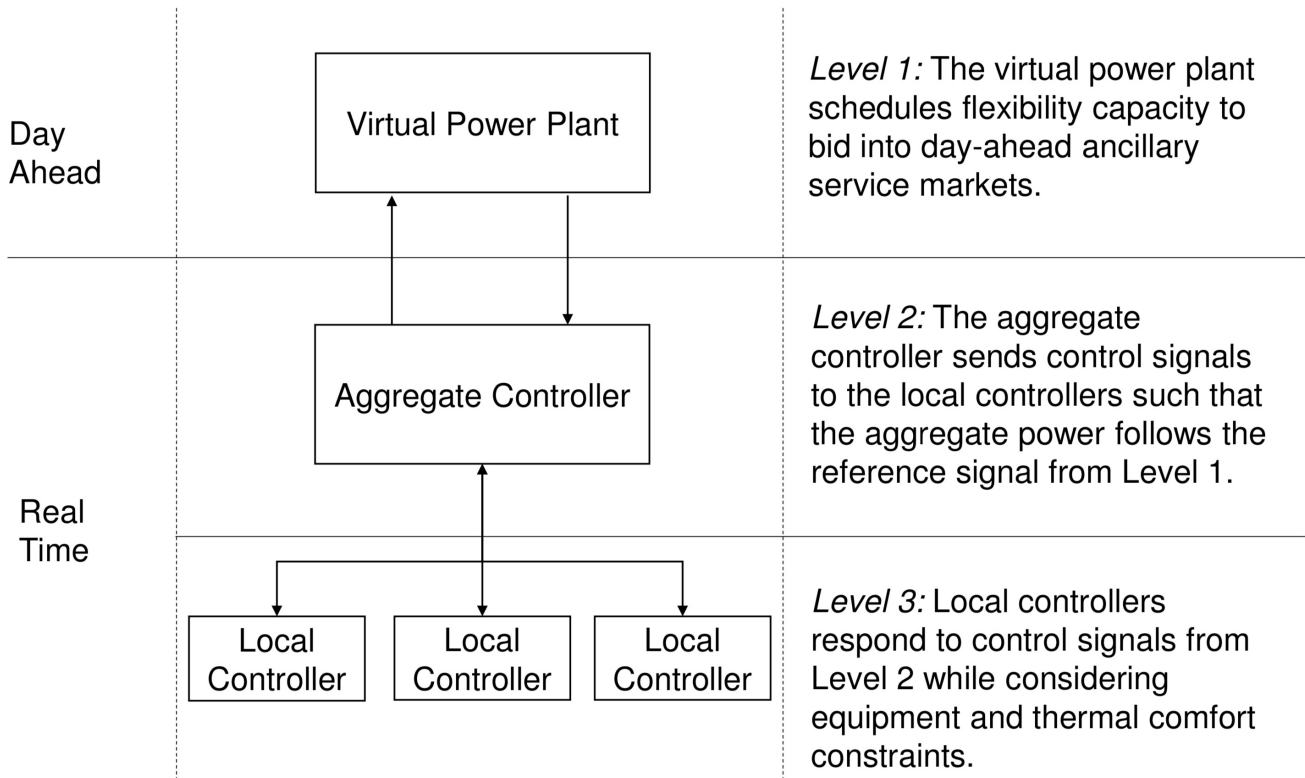 Day
Ahead
Virtual Power Plant
Level 1: The virtual power plant
schedules flexibility capacity to
bid into day-ahead ancillary
service markets.
Real
Time
Aggregate Controller
Level 2: The aggregate
controller sends control signals
to the local controllers such that
the aggregate power follows the
reference signal from Level 1.
Local
Controller
Local
Controller
Local
Controller
Level 3: Local controllers
respond to control signals from
Level 2 while considering
equipment and thermal comfort
constraints.